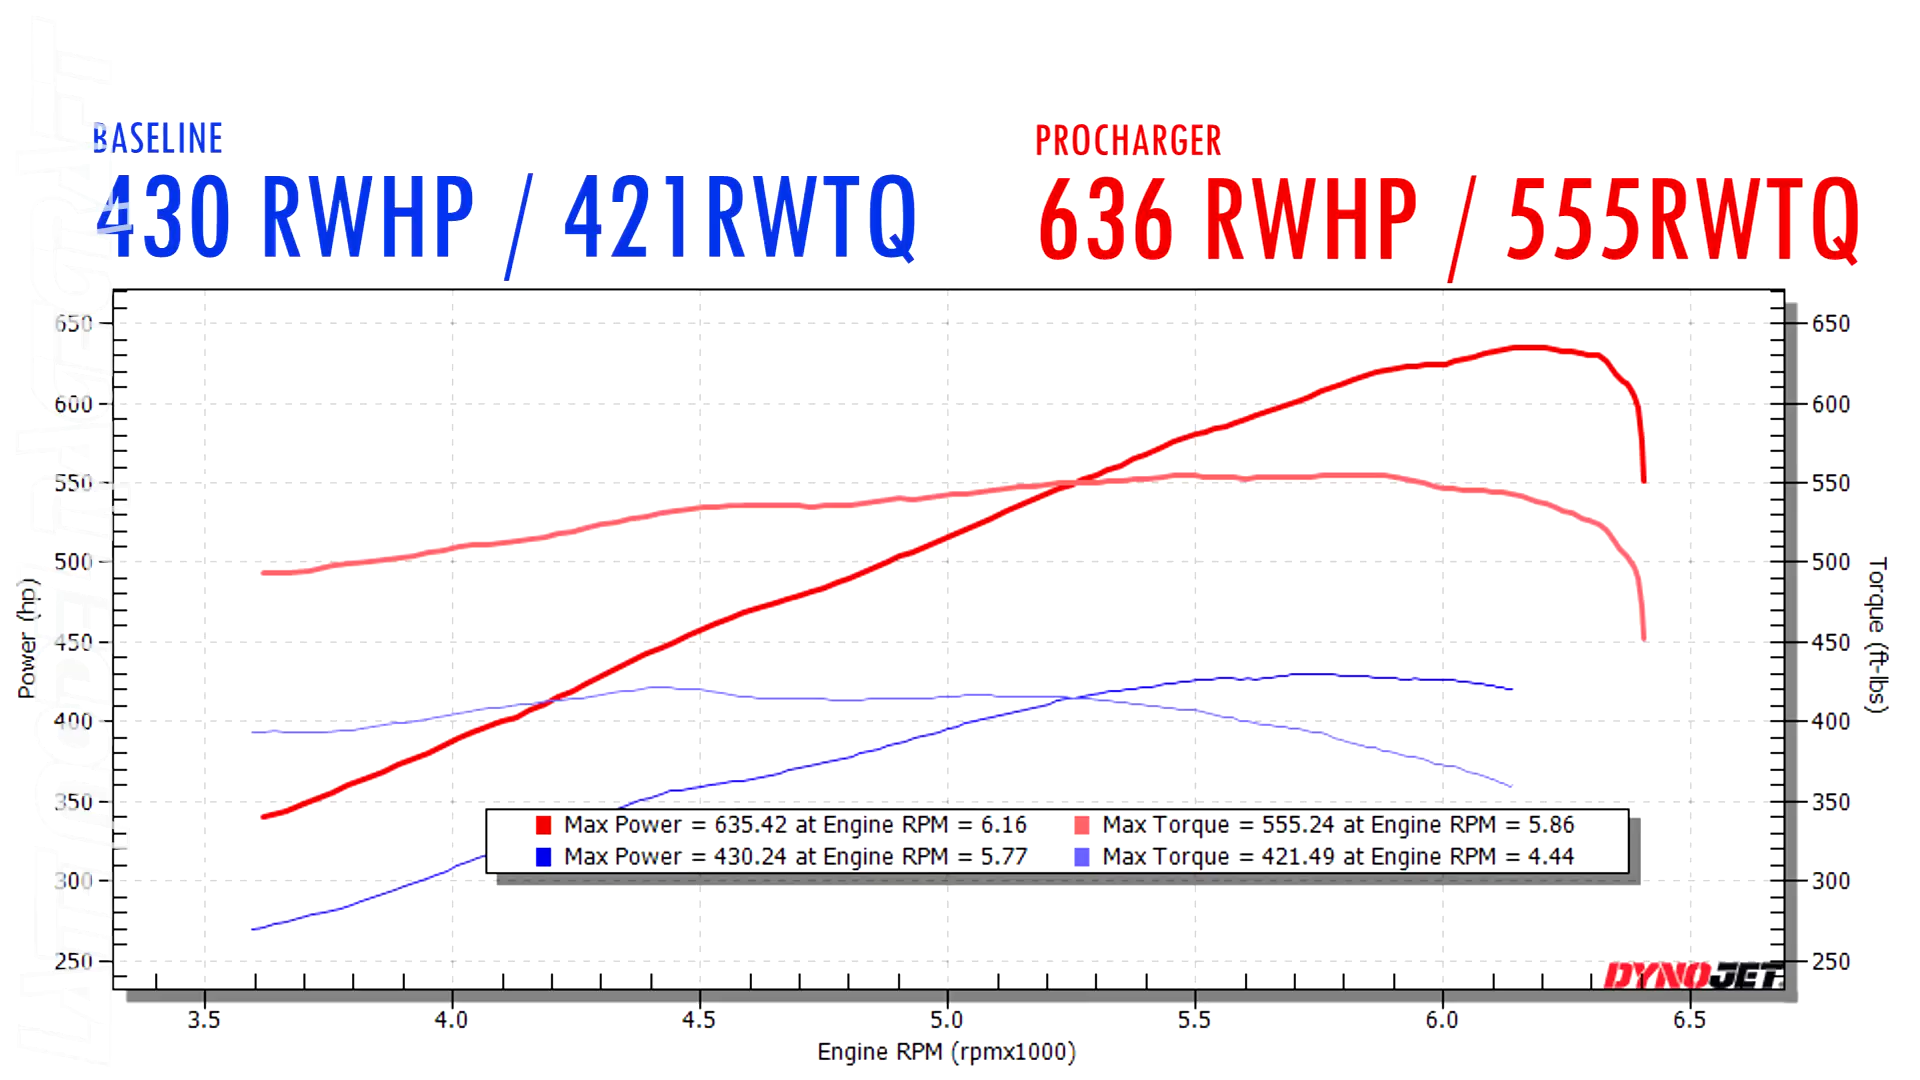 BASELINE
430 RWHP / 421RWTQ
PROCHARGER
636 RWHP / 555RWTQ
650
600
550
500
450
400
350
300
250
Power (hp)
650
600
550
500
450
400
350
300
250
Torque (ft-lbs)
Max Power = 635.42 at Engine RPM = 6.16
Max Torque = 555.24 at Engine RPM = 5.86
Max Power = 430.24 at Engine RPM = 5.77
Max Torque = 421.49 at Engine RPM = 4.44
DYNOJET
3.5 4.0 4.5 5.0 5.5 6.0 6.5
Engine RPM (rpmx1000)